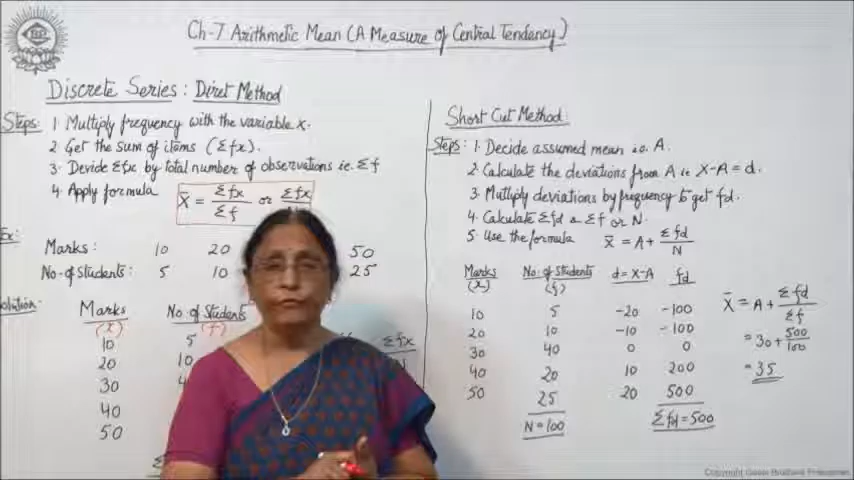 Ch-7 Arithmetic Mean (A Measure of Central Tendancy)
Discrete Series: Diret Method
Steps: 1 Multiply frequency with the variable x.
2 Get the sum of items (Σfx).
3. Devide Σfx by total number of observations i.e. Σf
4. Apply formula X̄ = Σfx / Σf or Σfx
Ex:
Marks: 10 20 50
No. of Students: 5 10 25
Solution:
Marks No. of Students
(x) (f)
10 5
20 10
30 4
40
50
Σfx
N
Σ
Short Cut Method:
Steps: 1. Decide assumed mean i.e. A.
2. Calculate the deviations from A i.e X-A = d.
3. Multiply deviations by frequency to get fd.
4. Calculate Σfd & Σf or N.
5. Use the formula X̄ = A + Σfd / N
Marks No. of Students d = X-A fd
(X) (f)
10 5 -20 -100
20 10 -10 -100
30 40 0 0
40 20 10 200
50 25 20 500
N = 100 Σfd = 500
X̄ = A + Σfd / Σf
= 30 + 500 / 100
= 35